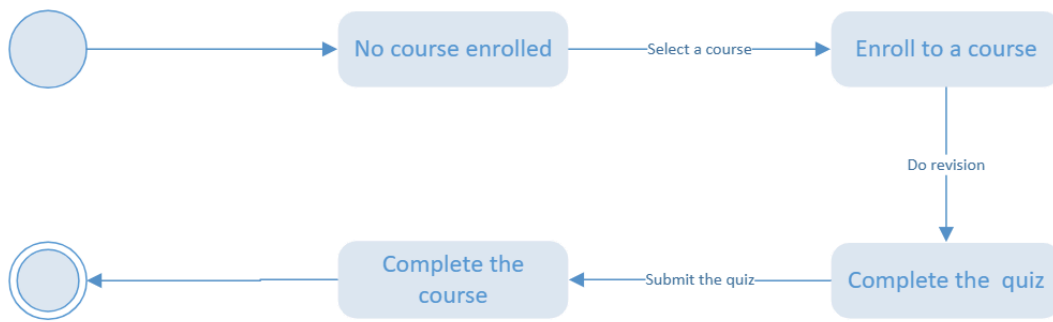 No course enrolled
Select a course
Enroll to a course
Do revision
Complete the quiz
Submit the quiz
Complete the
course